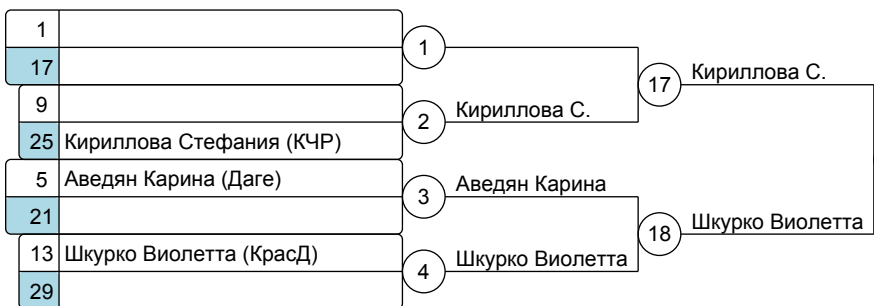 1
17
1
9
25 Кириллова Стефания (КЧР)
2 Кириллова С.
17 Кириллова С.
5 Аведян Карина (Даге)
21
3 Аведян Карина
13 Шкурко Виолетта (КрасД)
29
4 Шкурко Виолетта
18 Шкурко Виолетта